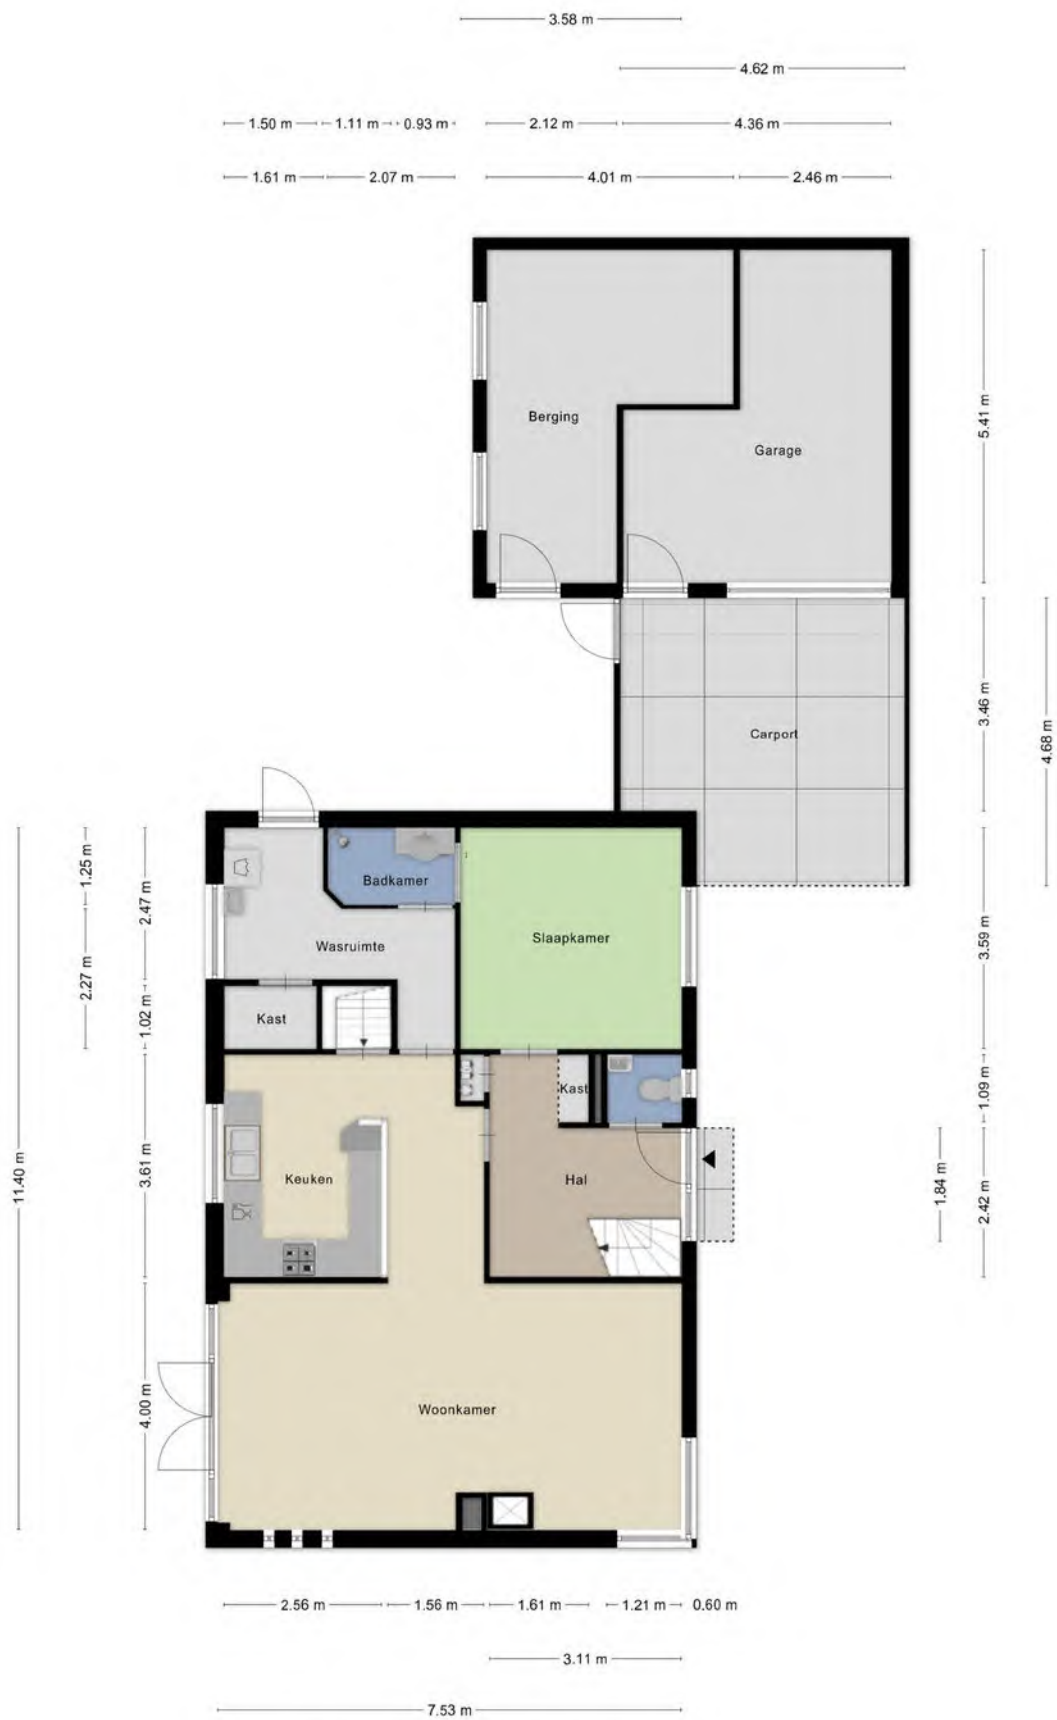 3.58 m
4.62 m
1.50 m
1.11 m
0.93 m
2.12 m
4.36 m
1.61 m
2.07 m
4.01 m
2.46 m
Berging
Garage
5.41 m
Carport
3.46 m
4.68 m
Badkamer
Wasruimte
Slaapkamer
Kast
1.25 m
2.47 m
2.27 m
1.02 m
3.59 m
Kast
Keuken
Hal
11.40 m
3.61 m
1.09 m
1.84 m
2.42 m
Woonkamer
4.00 m
2.56 m
1.56 m
1.61 m
1.21 m
0.60 m
3.11 m
7.53 m